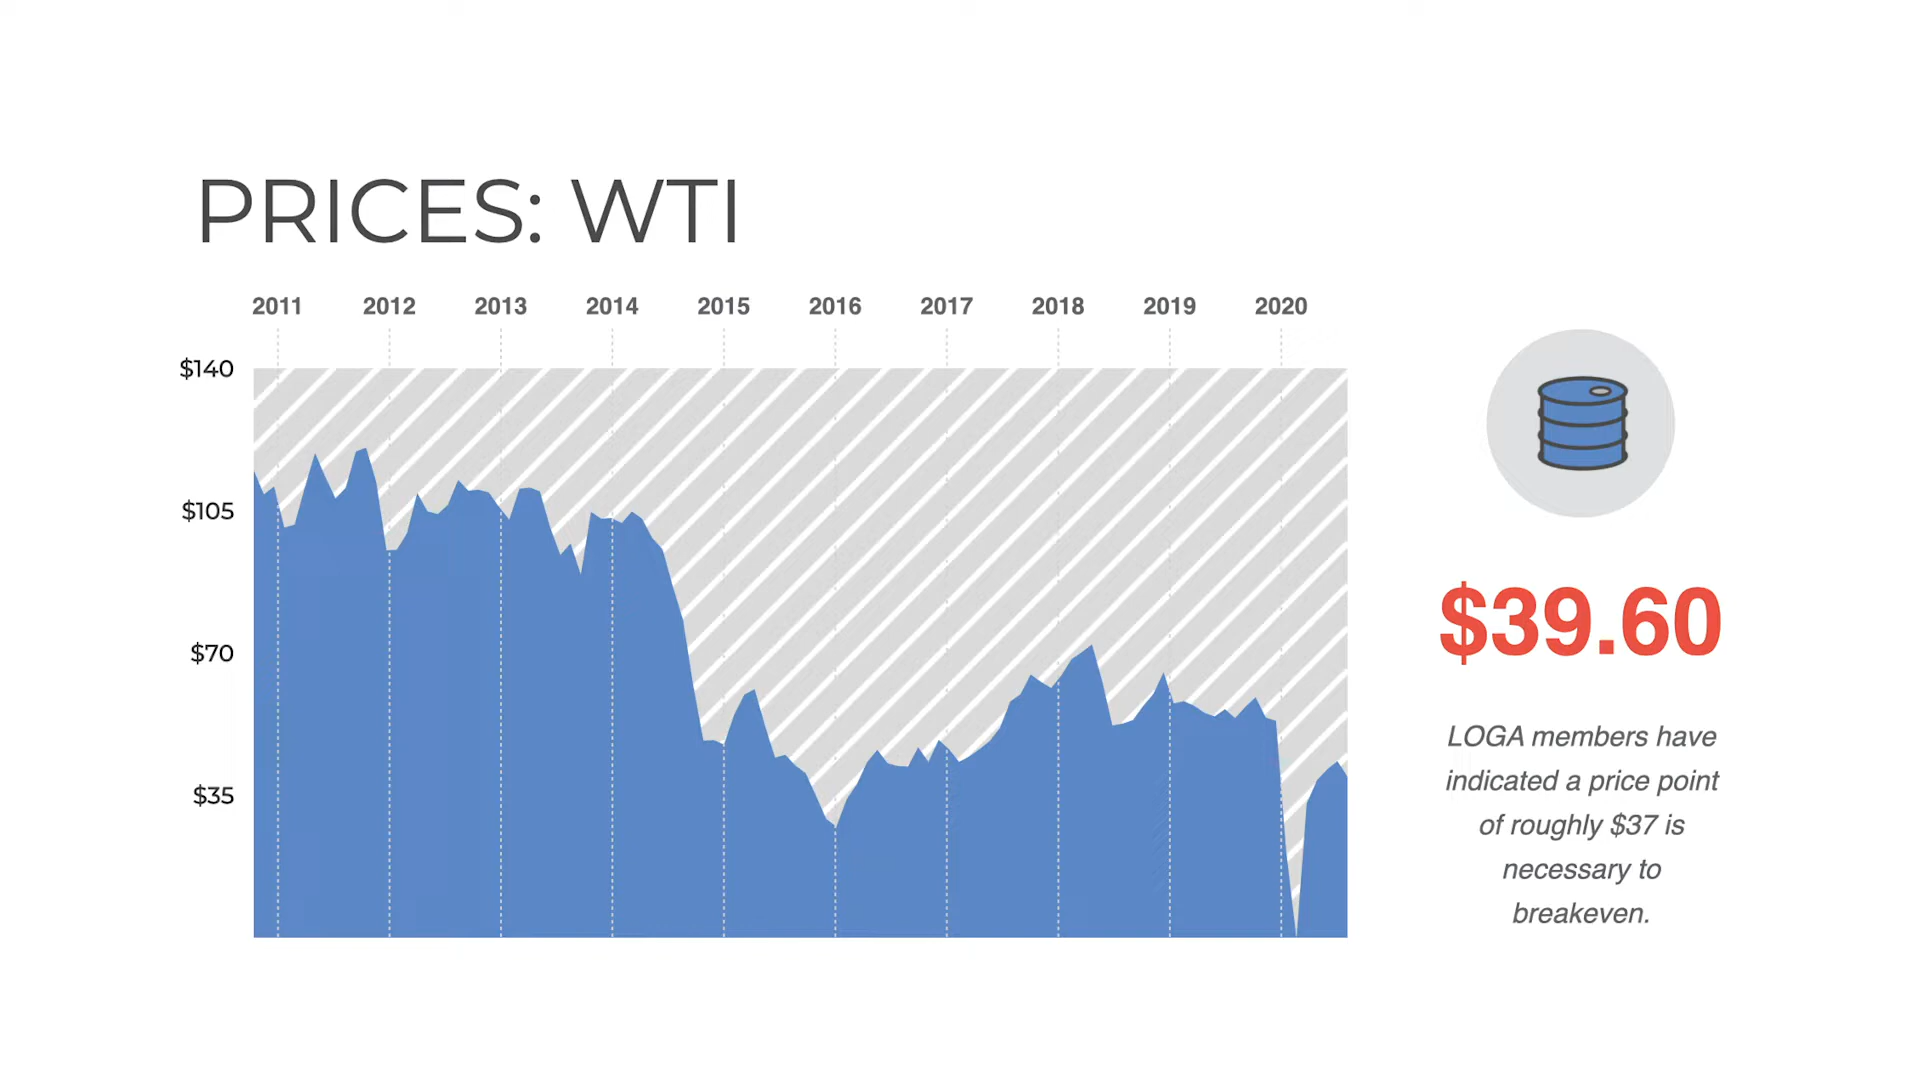 PRICES: WTI
2011 2012 2013 2014 2015 2016 2017 2018 2019 2020
$140
$105
$70
$35
$39.60
LOGA members have
indicated a price point
of roughly $37 is
necessary to
breakeven.